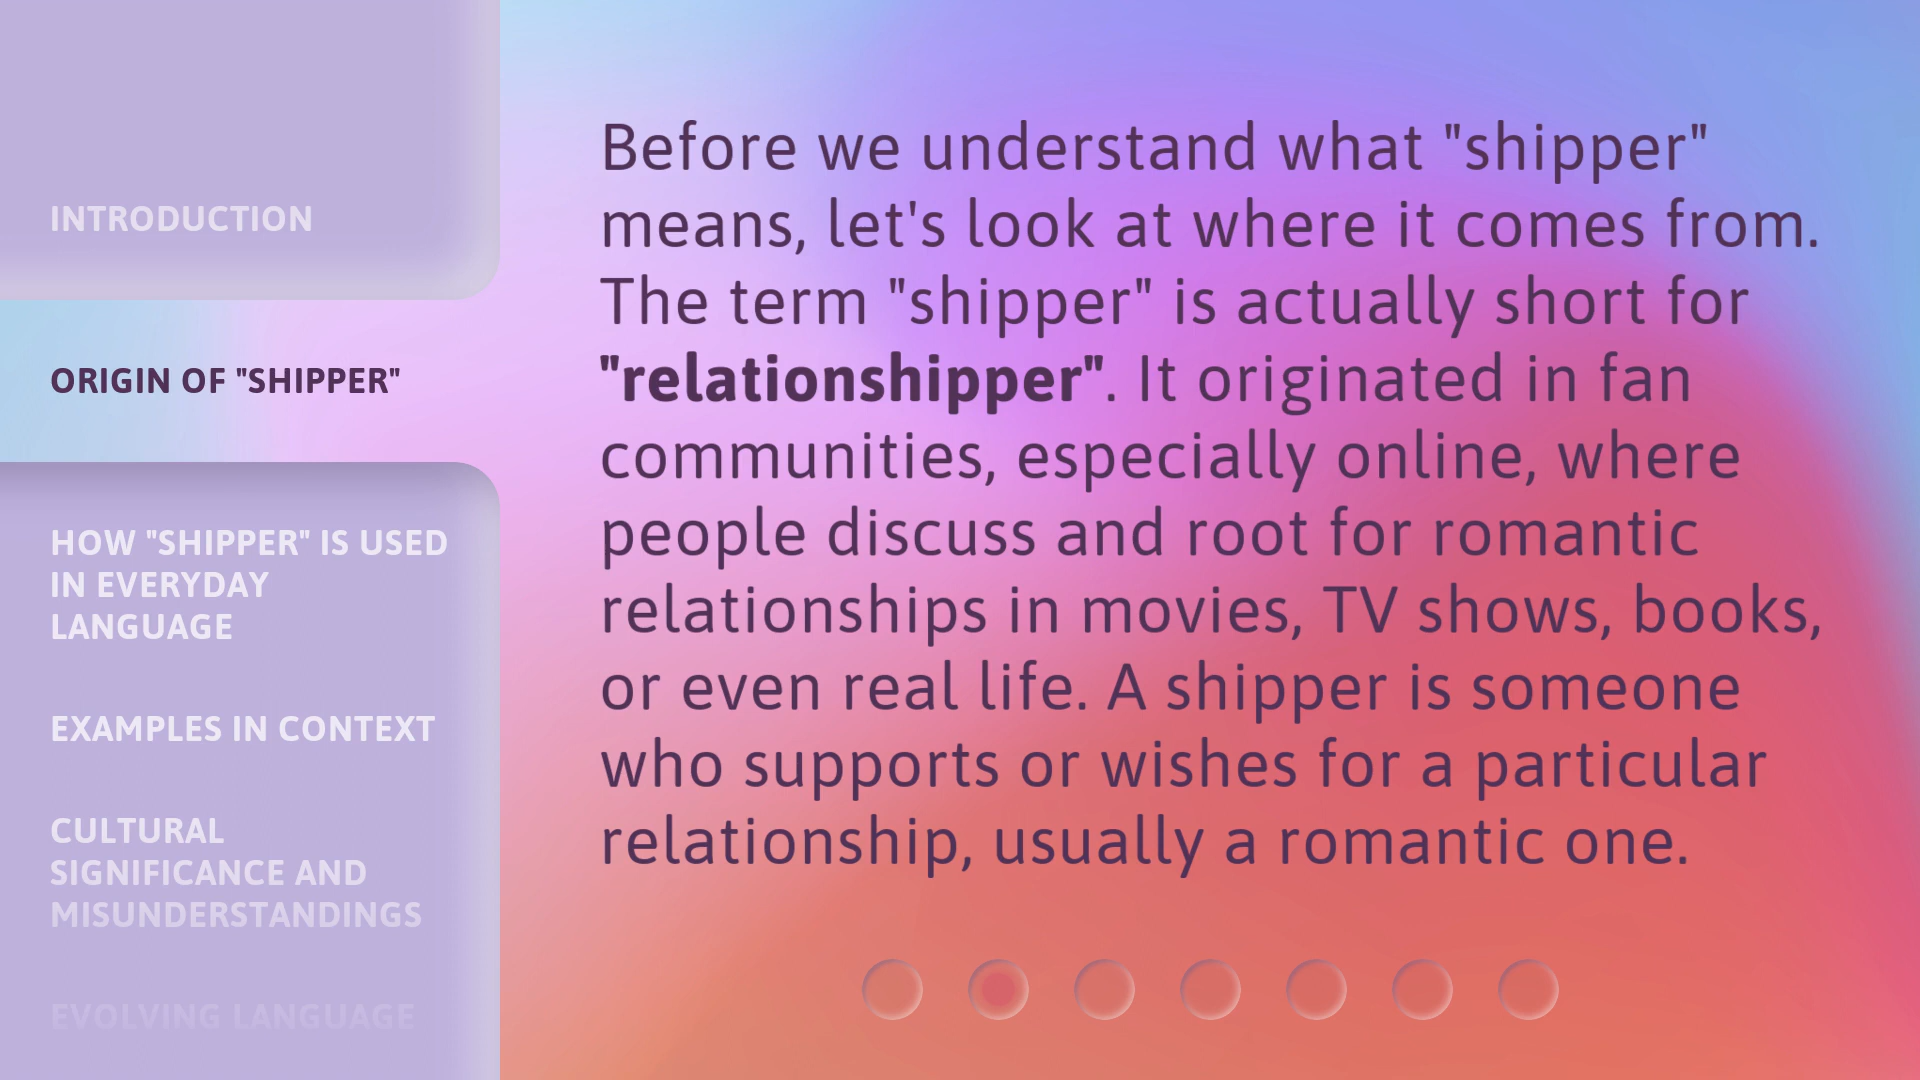 INTRODUCTION
ORIGIN OF "SHIPPER"
HOW "SHIPPER" IS USED
IN EVERYDAY
LANGUAGE
EXAMPLES IN CONTEXT
CULTURAL
SIGNIFICANCE AND
MISUNDERSTANDINGS
EVOLVING LANGUAGE
Before we understand what "shipper"
means, let's look at where it comes from.
The term "shipper" is actually short for
"relationshipper". It originated in fan
communities, especially online, where
people discuss and root for romantic
relationships in movies, TV shows, books,
or even real life. A shipper is someone
who supports or wishes for a particular
relationship, usually a romantic one.